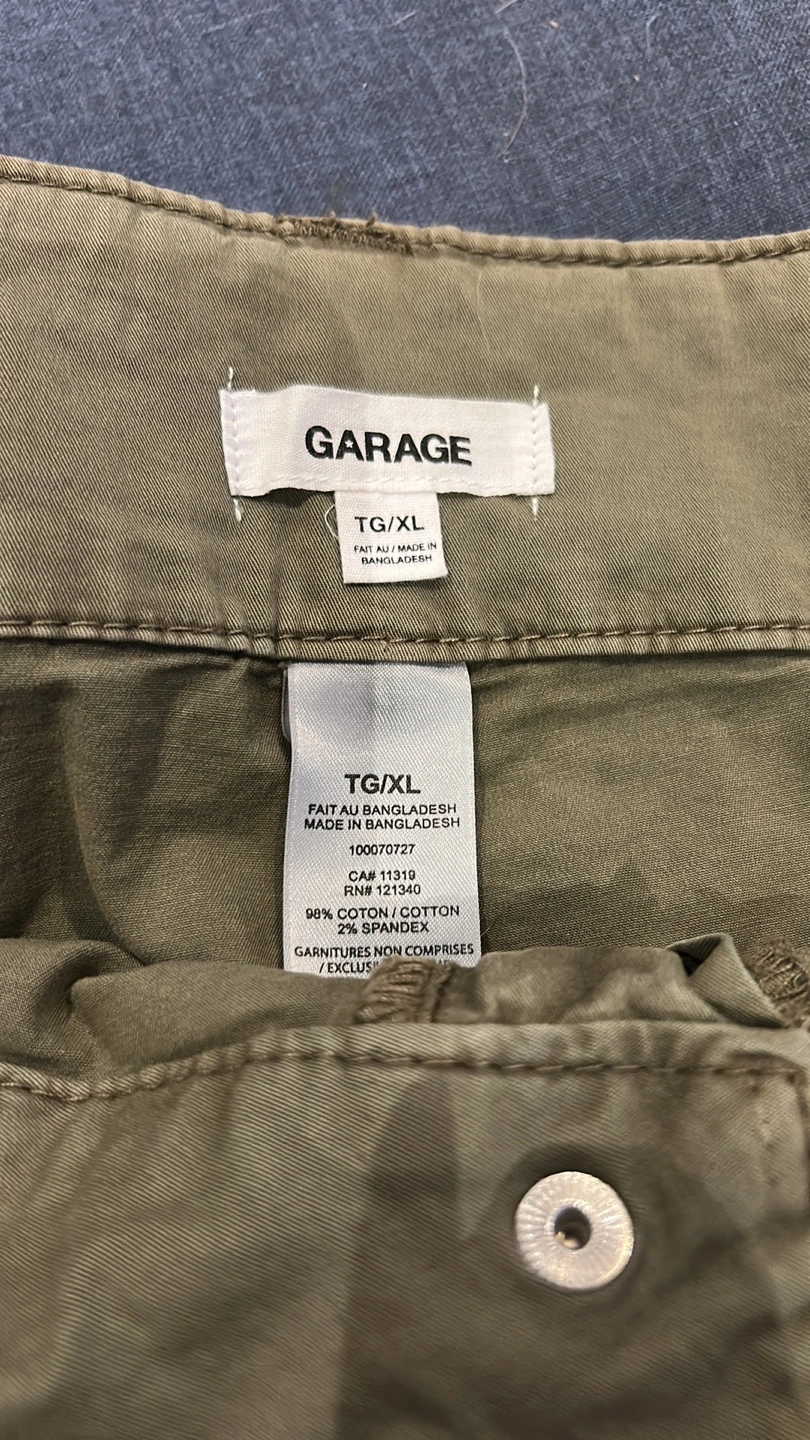 GARAGE
TG/XL
FAIT AU / MADE IN
BANGLADESH
TG/XL
FAIT AU BANGLADESH
MADE IN BANGLADESH
100070727
CA# 11319
RN# 121340
98% COTON / COTTON
2% SPANDEX
GARNITURES NON COMPRISES